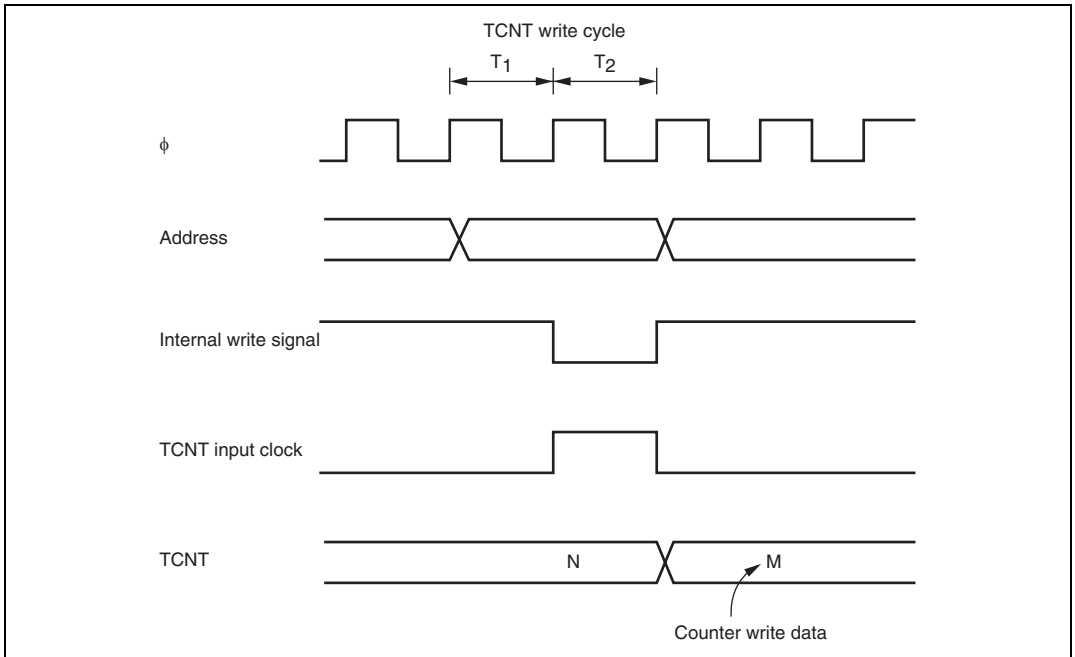 TCNT write cycle
T1 T2
ϕ
Address
Internal write signal
TCNT input clock
TCNT N M
Counter write data